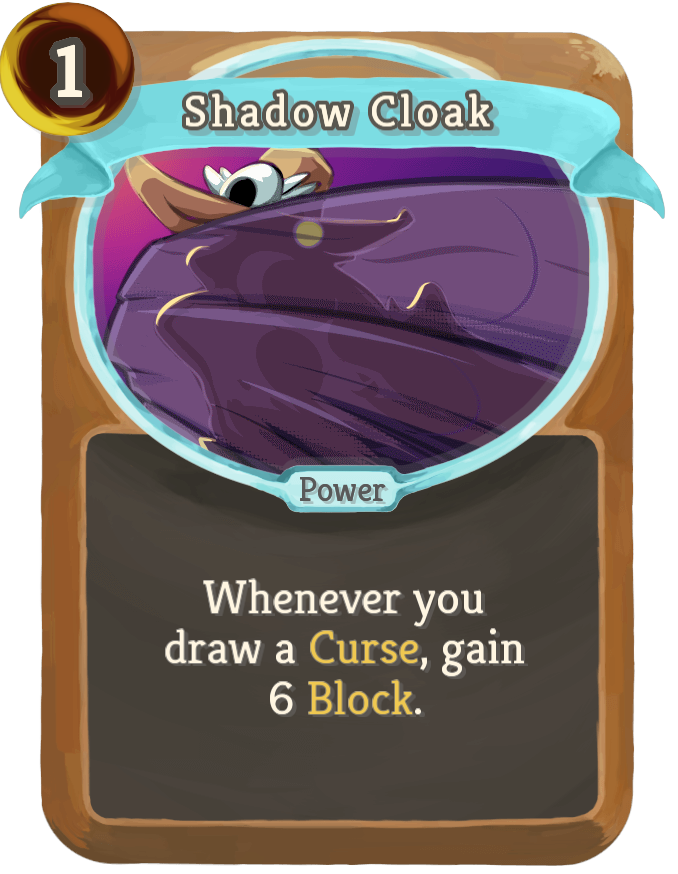 1
Shadow Cloak
Power
Whenever you
draw a Curse, gain
6 Block.